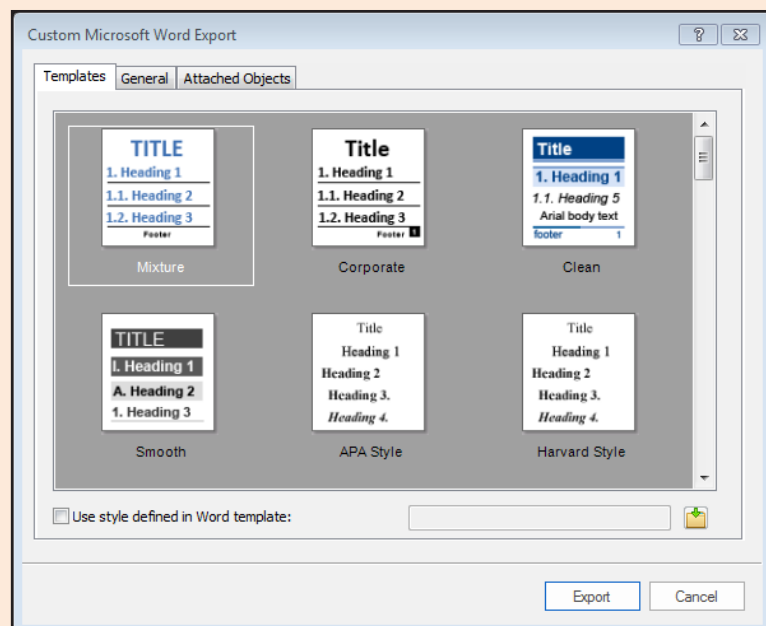 Custom Microsoft Word Export
Templates General Attached Objects
TITLE
1. Heading 1
1.1. Heading 2
1.2. Heading 3
Footer
Mixture
Title
1. Heading 1
1.1. Heading 2
1.2. Heading 3
Footer 1
Corporate
Title
1. Heading 1
1.1. Heading 5
Arial body text
footer 1
Clean
TITLE
I. Heading 1
A. Heading 2
1. Heading 3
Smooth
Title
Heading 1
Heading 2
Heading 3.
Heading 4.
APA Style
Title
Heading 1
Heading 2
Heading 3.
Heading 4.
Harvard Style
Use style defined in Word template:
Export Cancel